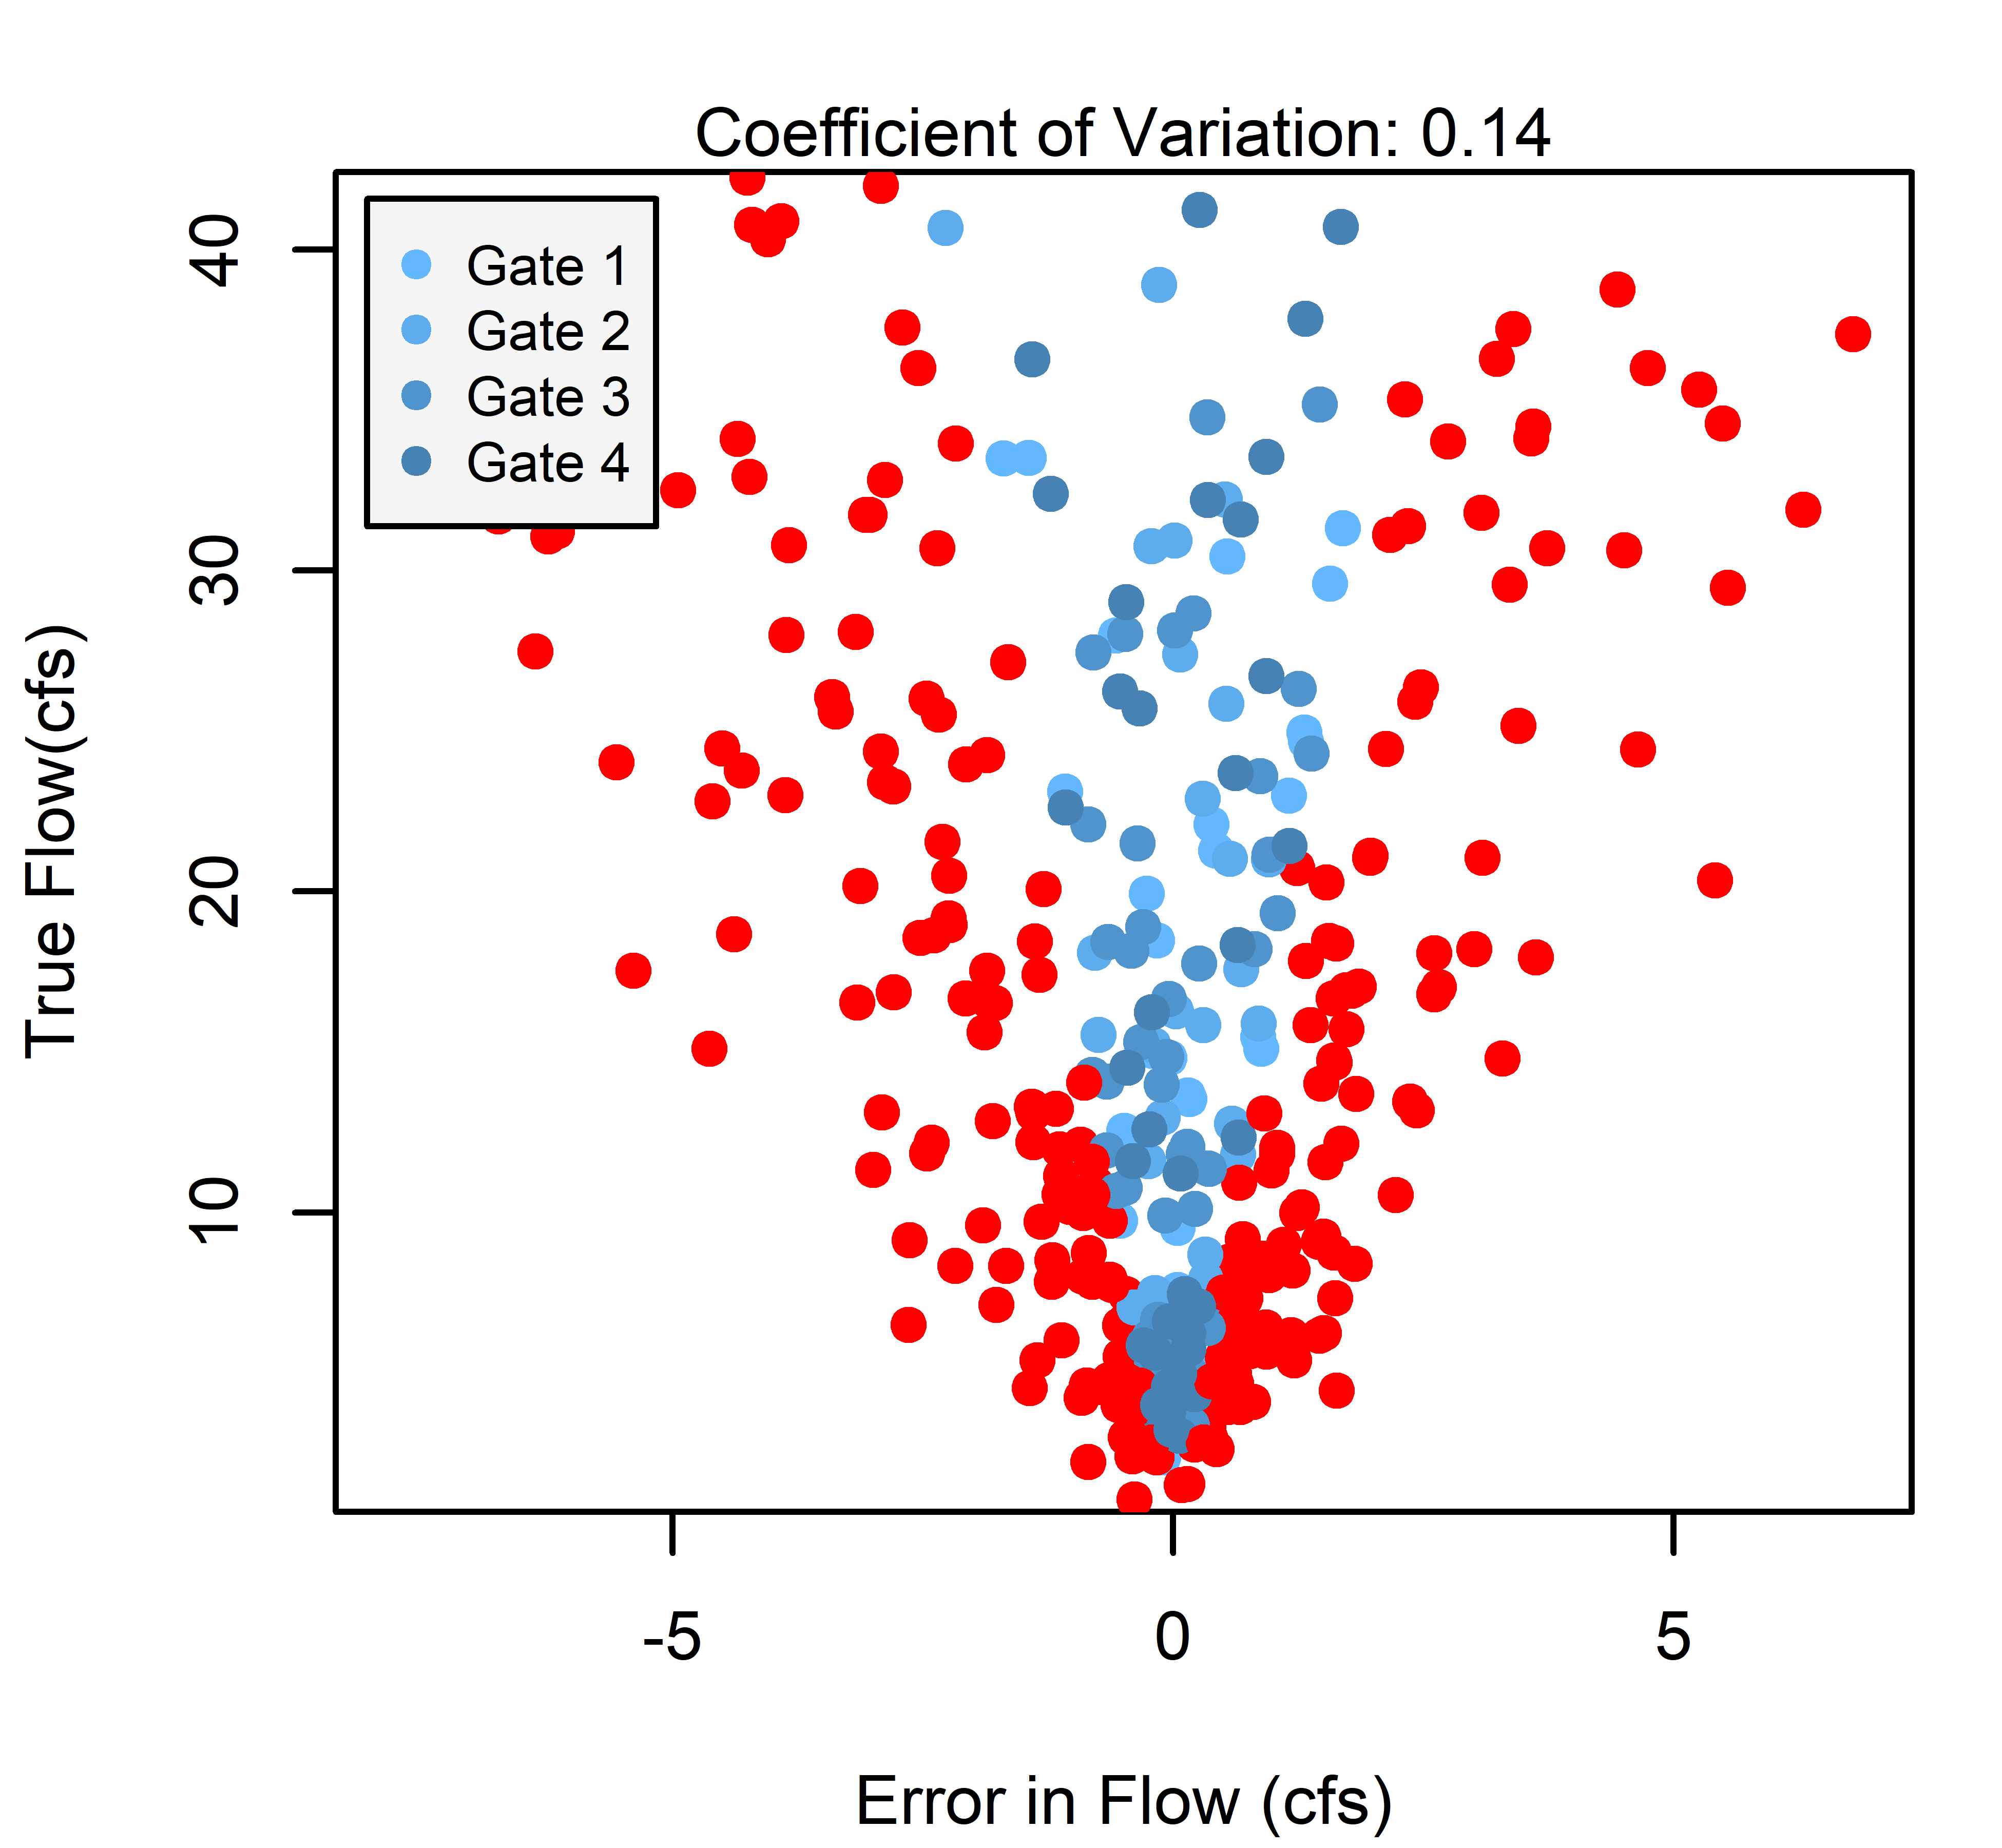 Coefficient of Variation: 0.14
Gate 1
Gate 2
Gate 3
Gate 4
True Flow(cfs)
40
30
20
10
-5 0 5
Error in Flow (cfs)